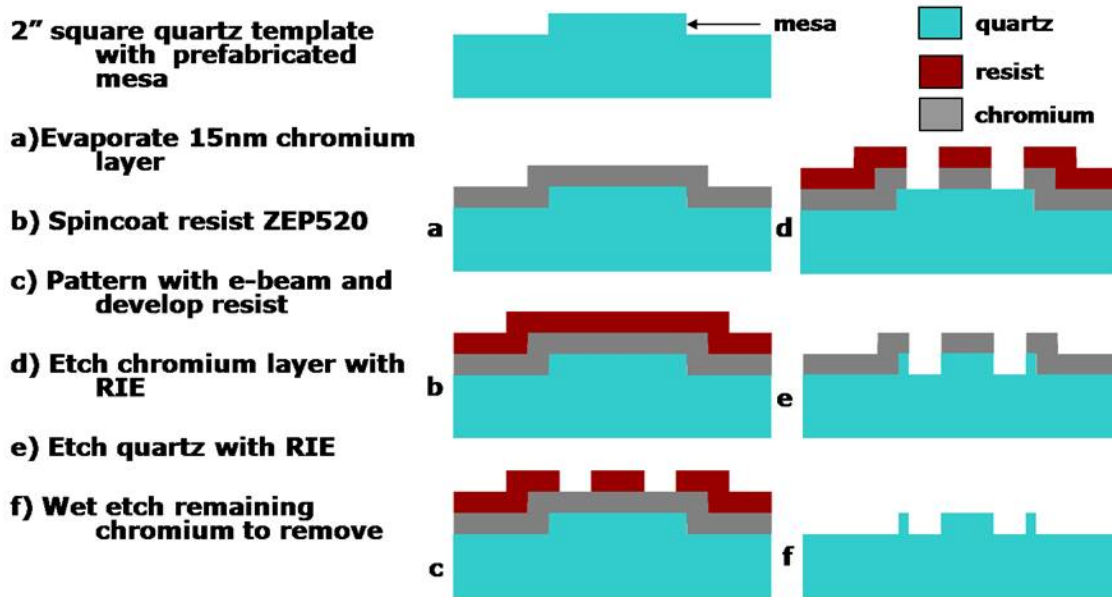 2” square quartz template
with prefabricated
mesa
a)Evaporate 15nm chromium
layer
b) Spincoat resist ZEP520
c) Pattern with e-beam and
develop resist
d) Etch chromium layer with
RIE
e) Etch quartz with RIE
f) Wet etch remaining
chromium to remove
mesa
quartz
resist
chromium
a
b
c
d
e
f